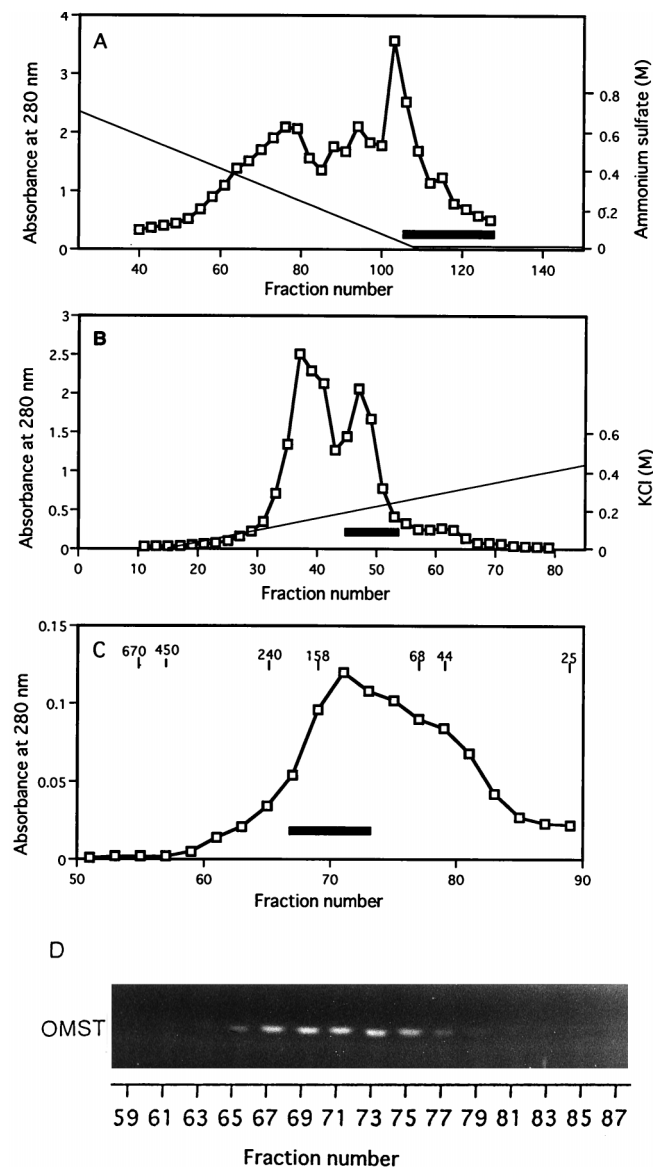 A
Absorbance at 280 nm
4
3
2
1
0
Ammonium sulfate (M)
0.8
0.6
0.4
0.2
0
40 60 80 100 120 140
Fraction number
B
Absorbance at 280 nm
3
2.5
2
1.5
1
0.5
0
KCl (M)
0.6
0.4
0.2
0
0 10 20 30 40 50 60 70 80
Fraction number
C
670 450 240 158 68 44 25
Absorbance at 280 nm
0.15
0.1
0.05
0
50 60 70 80 90
Fraction number
D
OMST
59 61 63 65 67 69 71 73 75 77 79 81 83 85 87
Fraction number